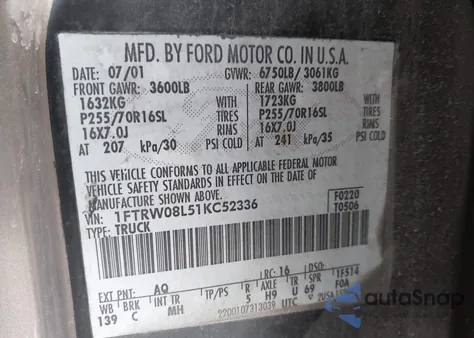 MFD. BY FORD MOTOR CO. IN U.S.A.
DATE: 07/01 GVWR: 6750LB/ 3061KG
FRONT GAWR: 3600LB REAR GAWR: 3800LB
1632KG WITH 1723KG WITH
P255/70R16SL TIRES P255/70R16SL TIRES
16X7.0J RIMS 16X7.0J RIMS
AT 207 kPa/30 PSI COLD AT 241 kPa/35 PSI COLD
THIS VEHICLE CONFORMS TO ALL APPLICABLE FEDERAL MOTOR
VEHICLE SAFETY STANDARDS IN EFFECT ON THE DATE OF
MANUFACTURE SHOWN ABOVE.
VIN: 1FTRW08L51KC52336 F0220
TYPE: TRUCK T0506
EXT PNT: AQ RC: 16 DSO: 1F514
WB BRK INT TR TP/PS R AXLE TR SPR F0A
139 C MH 5 H9 U 69
2200107313039 UTC
autoSnap